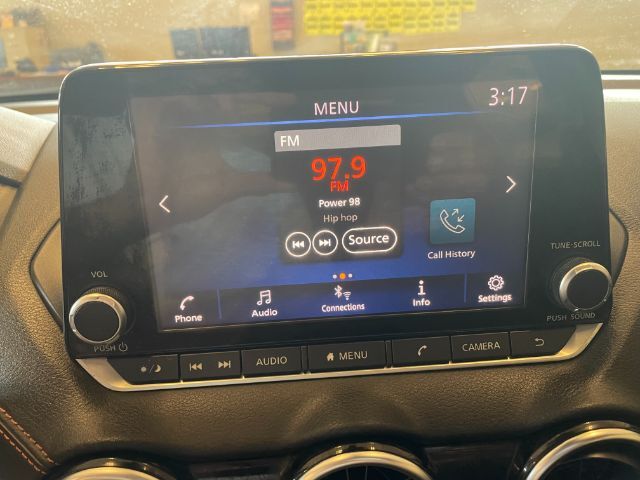 MENU
3:17
FM
97.9
FM
Power 98
Hip hop
Source
Call History
Phone
Audio
Connections
Info
Settings
VOL
PUSH
TUNE·SCROLL
PUSH SOUND
AUDIO
MENU
CAMERA